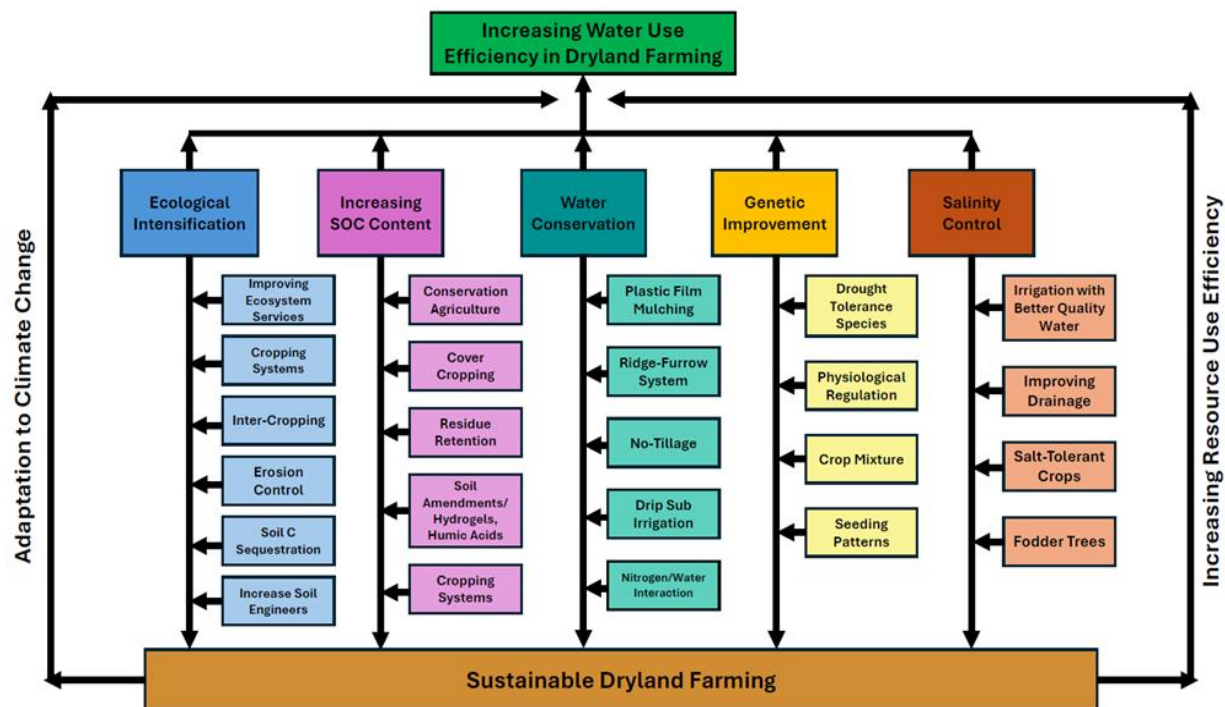 Increasing Water Use
Efficiency in Dryland Farming
Adaptation to Climate Change
Ecological
Intensification
Improving
Ecosystem
Services
Cropping
Systems
Inter-Cropping
Erosion
Control
Soil C
Sequestration
Increase Soil
Engineers
Increasing
SOC Content
Conservation
Agriculture
Cover
Cropping
Residue
Retention
Soil
Amendments/
Hydrogels,
Humic Acids
Cropping
Systems
Water
Conservation
Plastic Film
Mulching
Ridge-Furrow
System
No-Tillage
Drip Sub
Irrigation
Nitrogen/Water
Interaction
Genetic
Improvement
Drought
Tolerance
Species
Physiological
Regulation
Crop Mixture
Seeding
Patterns
Salinity
Control
Irrigation with
Better Quality
Water
Improving
Drainage
Salt-Tolerant
Crops
Fodder Trees
Increasing Resource Use Efficiency
Sustainable Dryland Farming